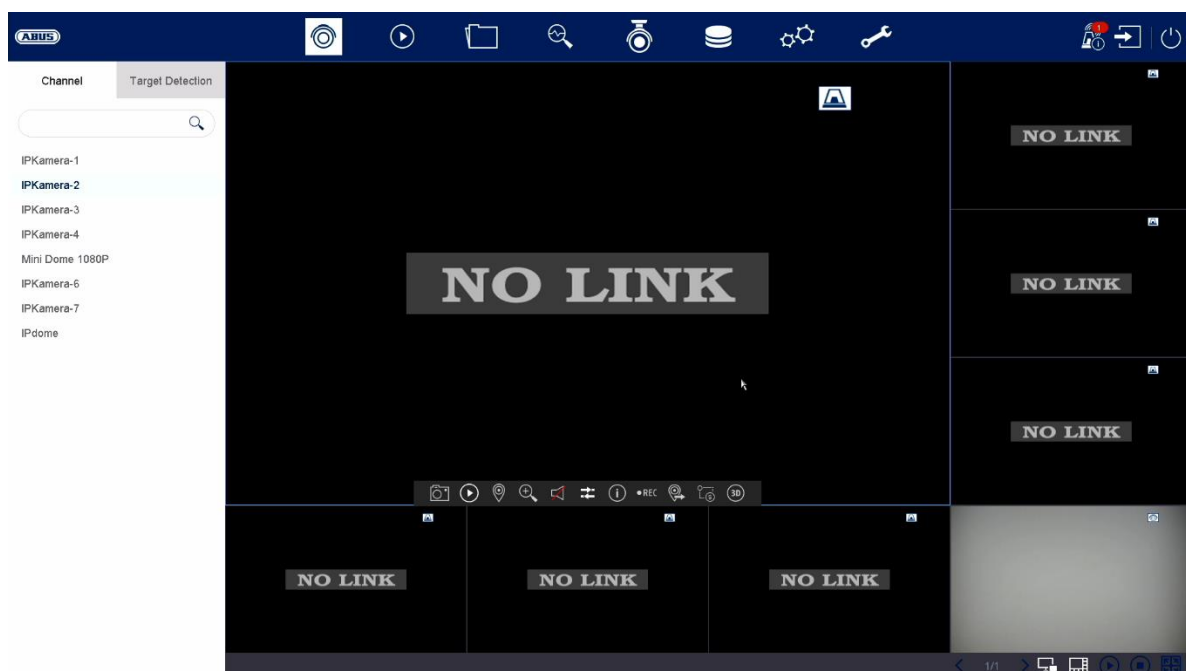 ABUS
1
Channel Target Detection
IPKamera-1
IPKamera-2
IPKamera-3
IPKamera-4
Mini Dome 1080P
IPKamera-6
IPKamera-7
IPdome
NO LINK
NO LINK
NO LINK
NO LINK
REC
3D
NO LINK
NO LINK
NO LINK
1/1